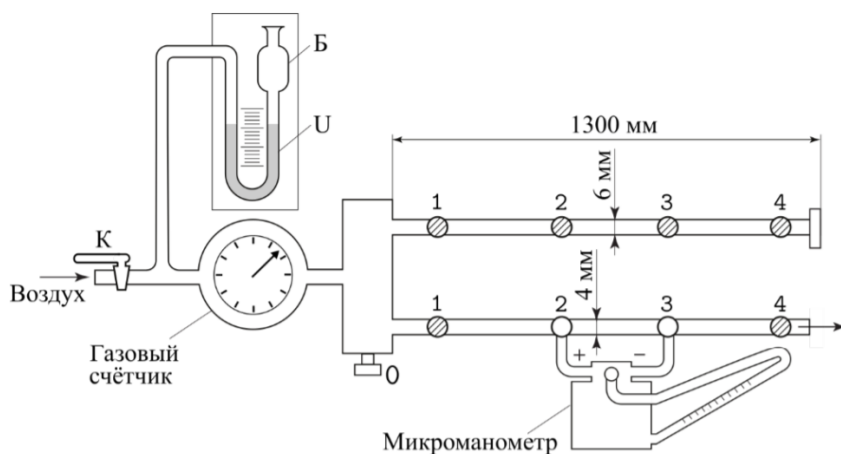 Б
U
1300 мм
6 мм
1 2 3 4
К
Воздух
4 мм
1 2 3 4
Газовый
счётчик
0
+ −
Микроманометр